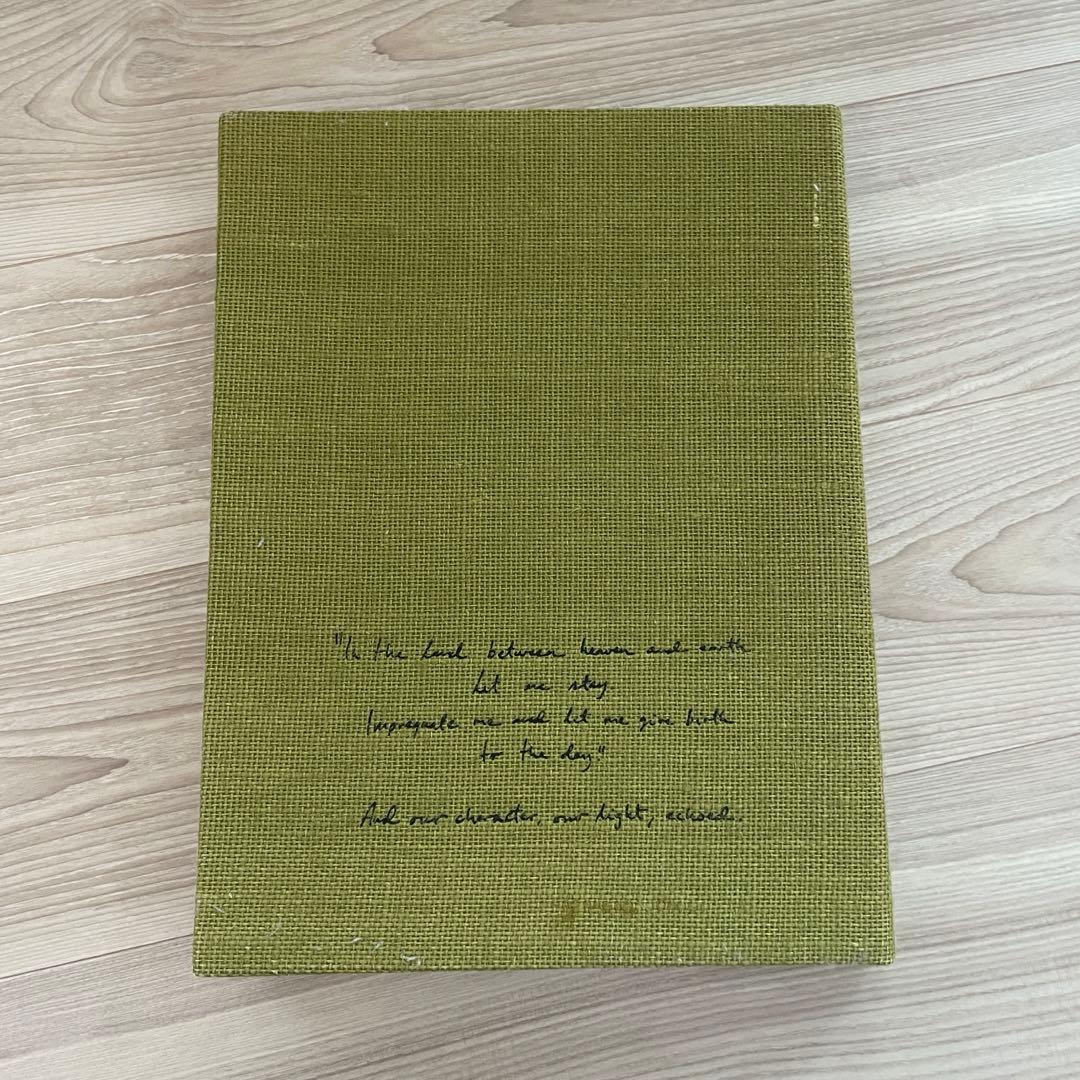 "In the land between heaven and earth
Let me stay
Impregnate me and let me give birth
to the day"
And our character, our light, echoed.